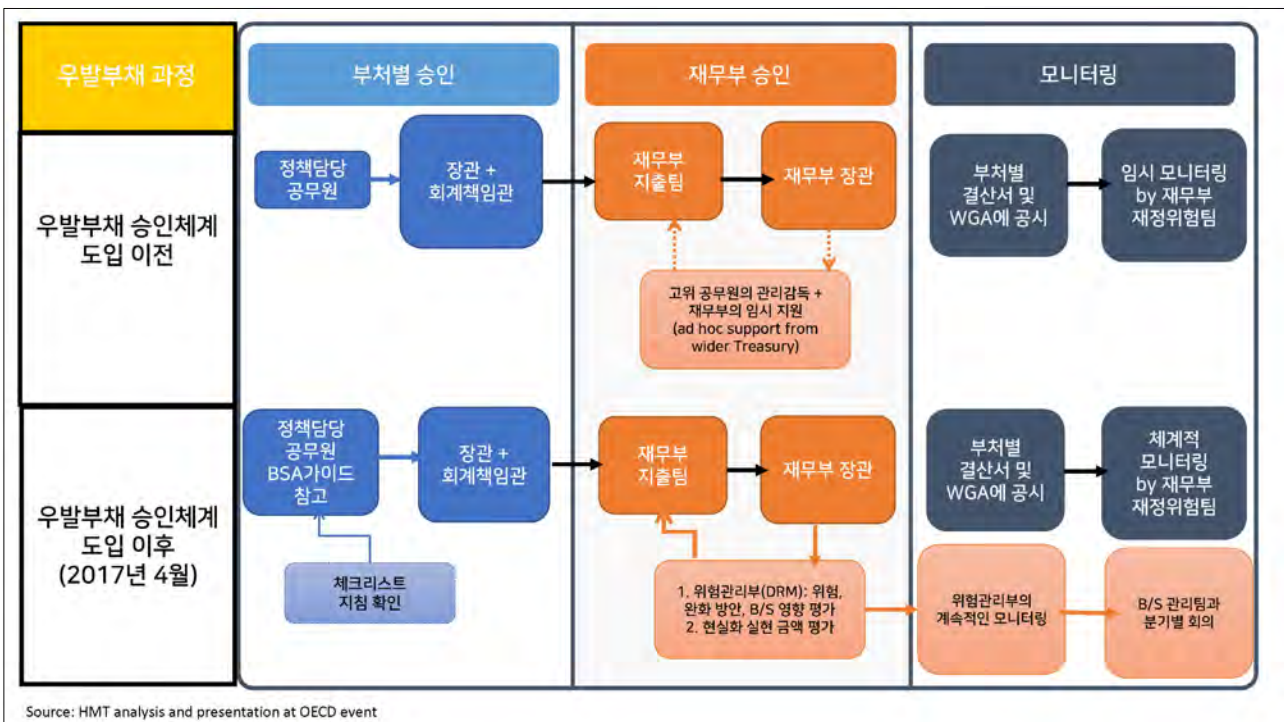 우발부채 과정
부처별 승인
재무부 승인
모니터링
우발부채 승인체계
도입 이전
정책담당
공무원
장관 +
회계책임관
재무부
지출팀
재무부 장관
고위 공무원의 관리감독 +
재무부의 임시 지원
(ad hoc support from
wider Treasury)
부처별
결산서 및
WGA에 공시
임시 모니터링
by 재무부
재정위험팀
우발부채 승인체계
도입 이후
(2017년 4월)
정책담당
공무원
BSA가이드
참고
장관 +
회계책임관
체크리스트
지침 확인
재무부
지출팀
재무부 장관
1. 위험관리부(DRM): 위험,
완화 방안, B/S 영향 평가
2. 현실화 실현 금액 평가
부처별
결산서 및
WGA에 공시
체계적
모니터링
by 재무부
재정위험팀
위험관리부의
계속적인 모니터링
B/S 관리팀과
분기별 회의
Source: HMT analysis and presentation at OECD event